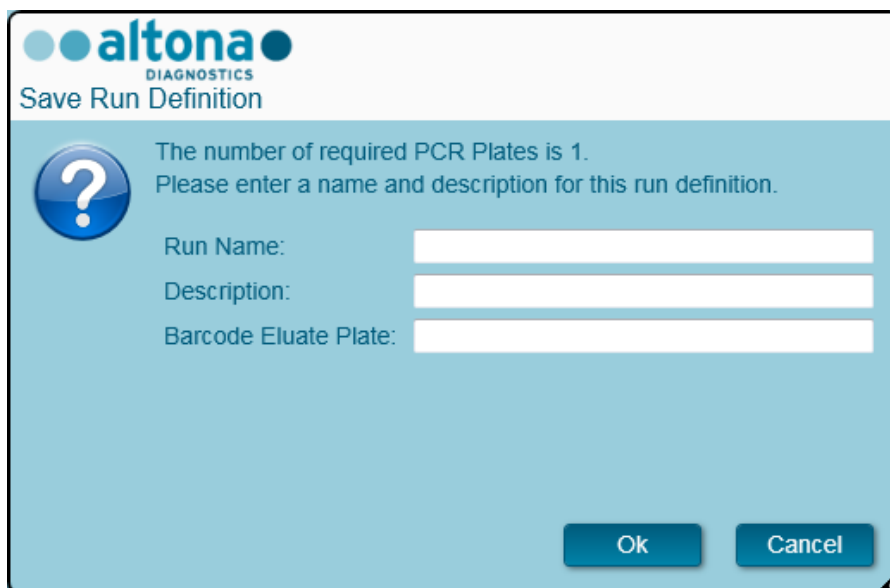 altona
DIAGNOSTICS
Save Run Definition
The number of required PCR Plates is 1.
Please enter a name and description for this run definition.
Run Name:
Description:
Barcode Eluate Plate:
Ok Cancel